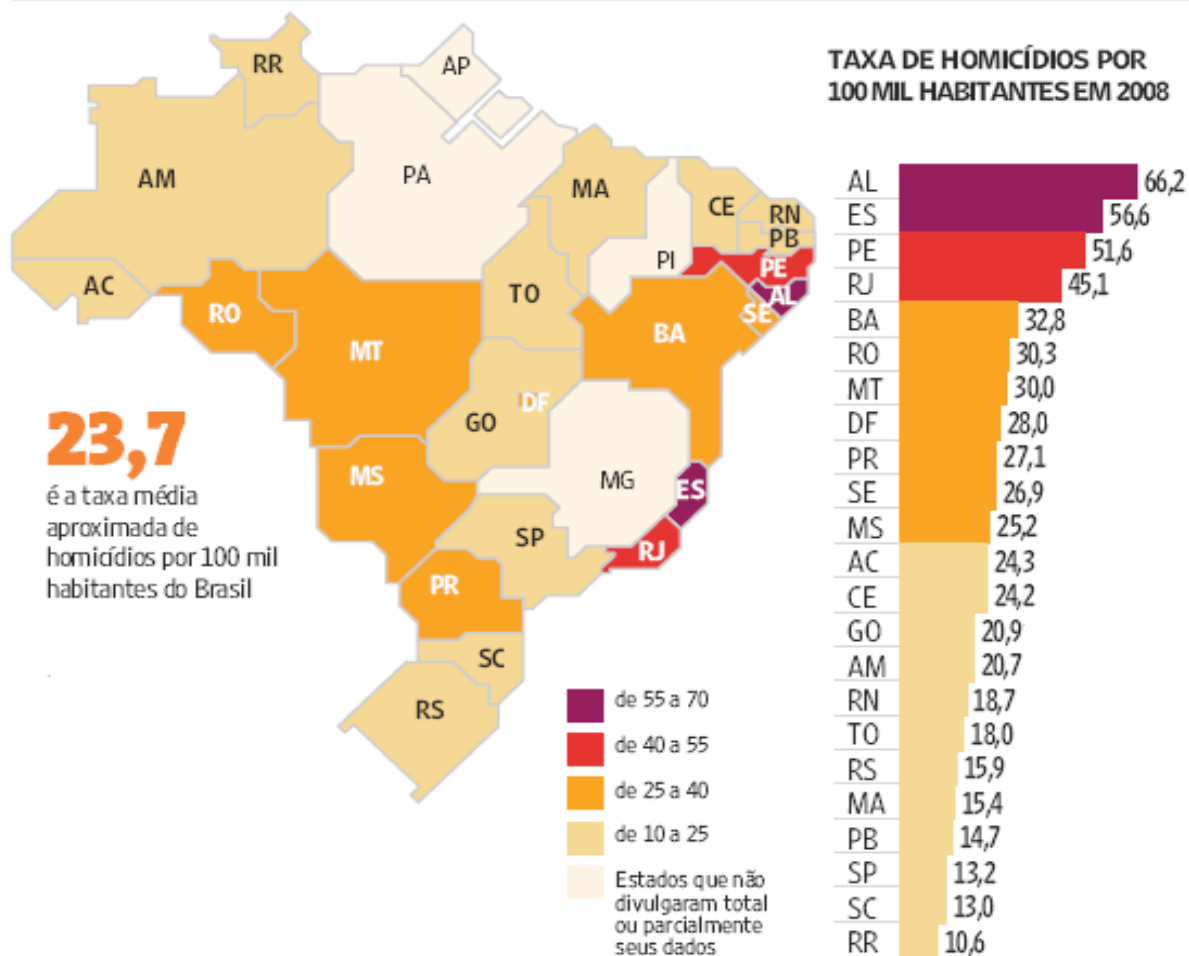 RR
AP
AM
PA
MA
CE
RN
PB
PI
PE
AL
SE
AC
RO
TO
BA
MT
DF
GO
MS
MG
ES
SP
RJ
PR
SC
RS
23,7
é a taxa média
aproximada de
homicídios por 100 mil
habitantes do Brasil
de 55 a 70
de 40 a 55
de 25 a 40
de 10 a 25
Estados que não
divulgaram total
ou parcialmente
seus dados
TAXA DE HOMICÍDIOS POR
100 MIL HABITANTES EM 2008
AL 66,2
ES 56,6
PE 51,6
RJ 45,1
BA 32,8
RO 30,3
MT 30,0
DF 28,0
PR 27,1
SE 26,9
MS 25,2
AC 24,3
CE 24,2
GO 20,9
AM 20,7
RN 18,7
TO 18,0
RS 15,9
MA 15,4
PB 14,7
SP 13,2
SC 13,0
RR 10,6